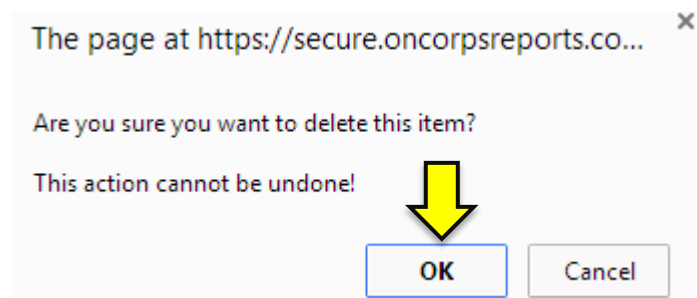 The page at https://secure.oncorpsreports.co...
Are you sure you want to delete this item?
This action cannot be undone!
OK
Cancel